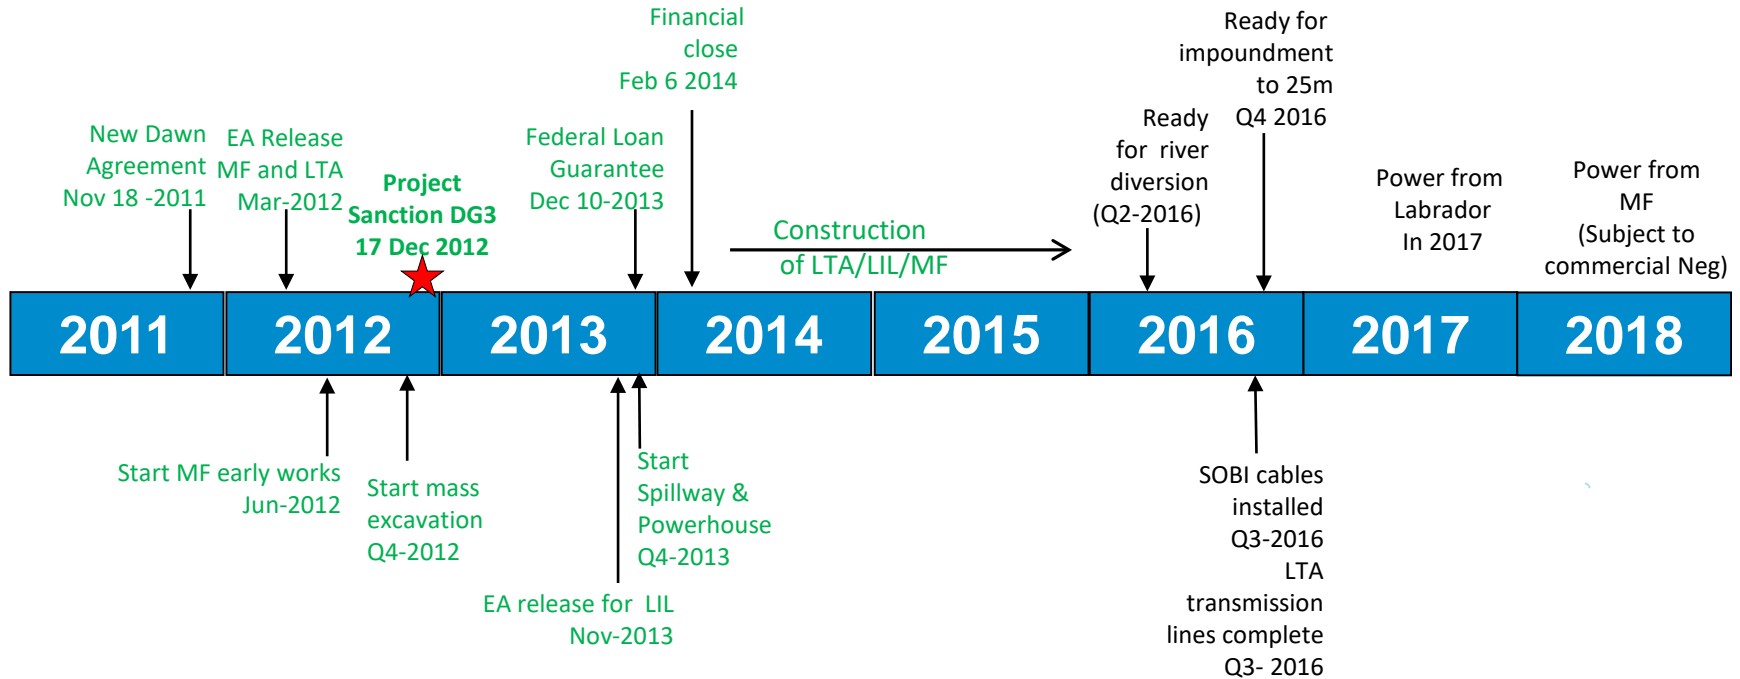 Financial
close
Feb 6 2014
Ready for
impoundment
to 25m
Q4 2016
New Dawn
Agreement
Nov 18 -2011
EA Release
MF and LTA
Mar-2012
Project
Sanction DG3
17 Dec 2012
Federal Loan
Guarantee
Dec 10-2013
Construction
of LTA/LIL/MF
Ready
for river
diversion
(Q2-2016)
Power from
Labrador
In 2017
Power from
MF
(Subject to
commercial Neg)
2011
2012
2013
2014
2015
2016
2017
2018
Start MF early works
Jun-2012
Start mass
excavation
Q4-2012
EA release for LIL
Nov-2013
Start
Spillway &
Powerhouse
Q4-2013
SOBI cables
installed
Q3-2016
LTA
transmission
lines complete
Q3- 2016